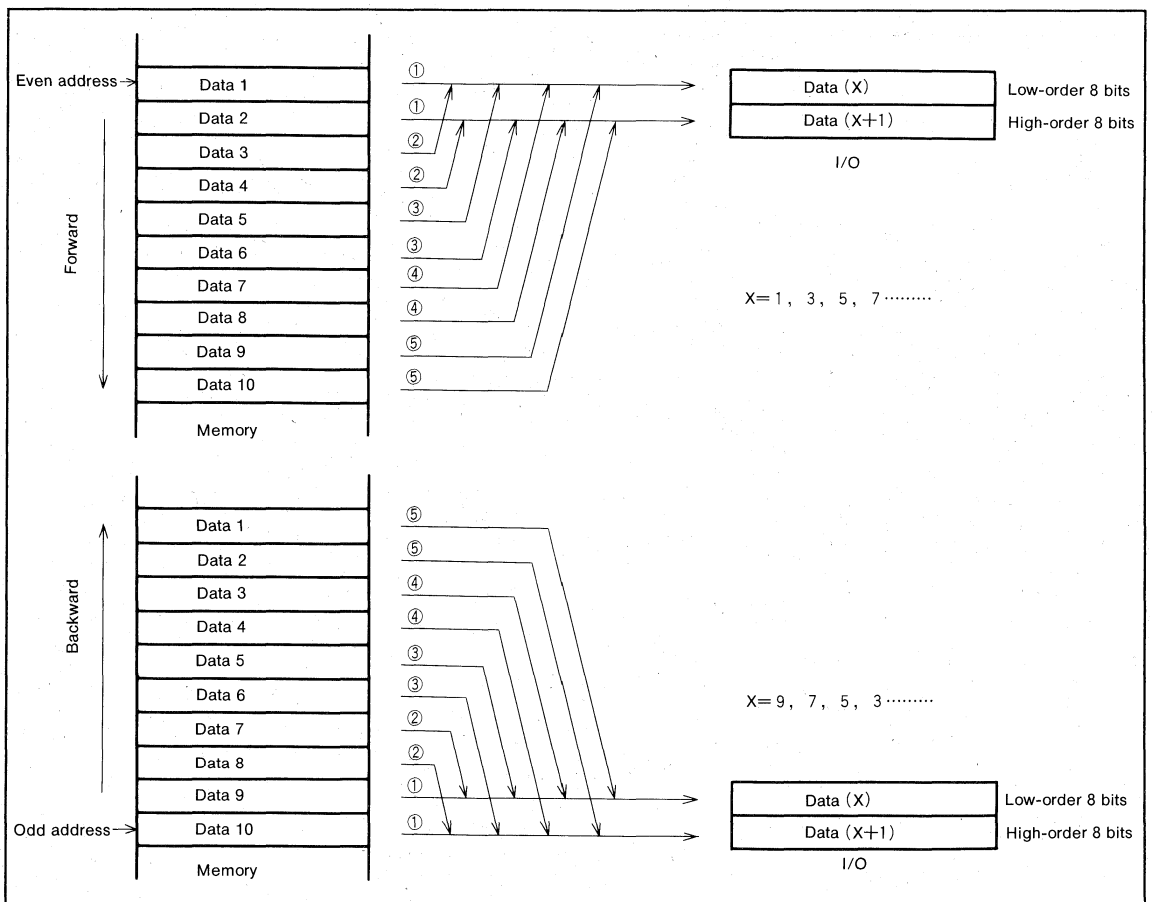 Even address
Data 1
Data 2
Data 3
Data 4
Data 5
Data 6
Data 7
Data 8
Data 9
Data 10
Memory
Forward
①
①
②
②
③
③
④
④
⑤
⑤
Data (X)
Data (X+1)
Low-order 8 bits
High-order 8 bits
I/O
X=1, 3, 5, 7………
Backward
Data 1
Data 2
Data 3
Data 4
Data 5
Data 6
Data 7
Data 8
Data 9
Data 10
Odd address
Memory
⑤
⑤
④
④
③
③
②
②
①
①
X=9, 7, 5, 3………
Data (X)
Data (X+1)
Low-order 8 bits
High-order 8 bits
I/O